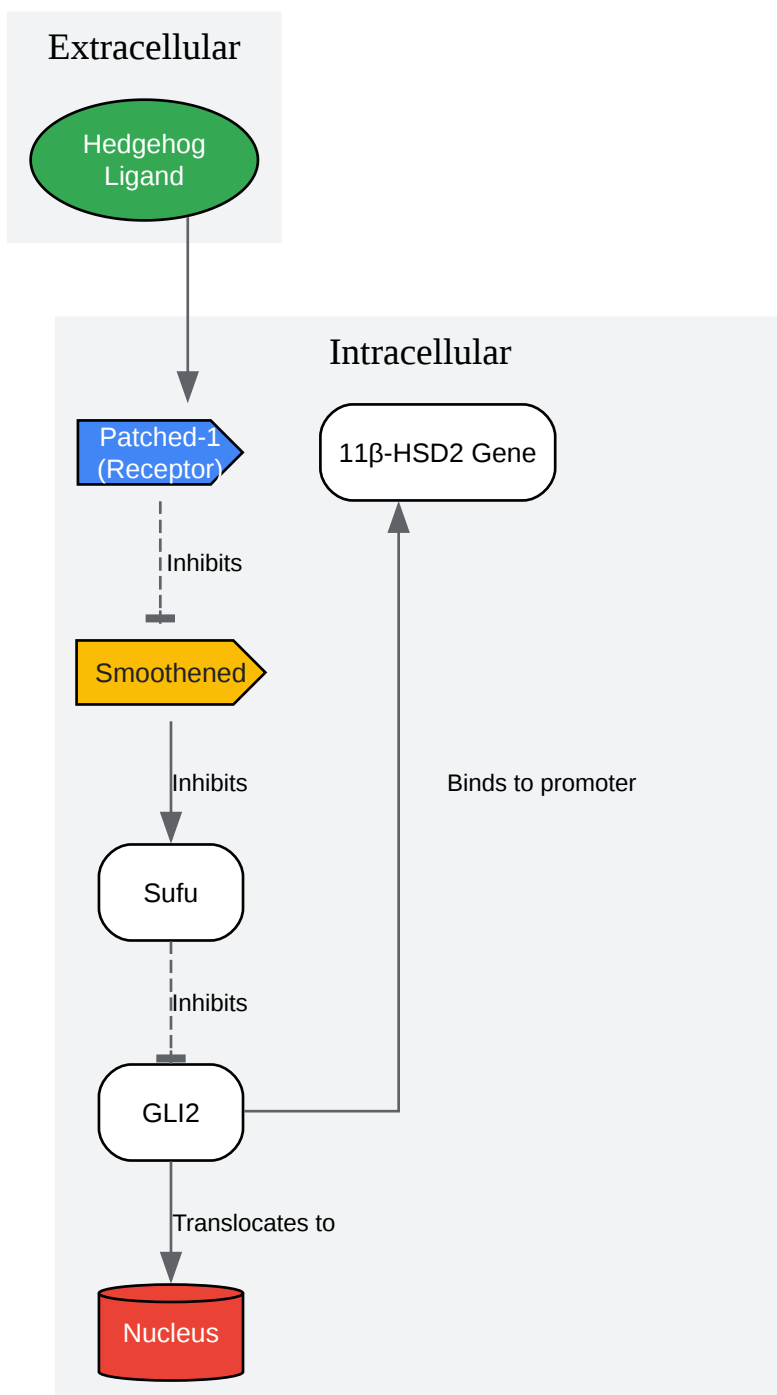 Extracellular
Hedgehog
Ligand
Intracellular
Patched-1
(Receptor)
11β-HSD2 Gene
Inhibits
Smoothened
Inhibits
Binds to promoter
Sufu
Inhibits
GLI2
Translocates to
Nucleus